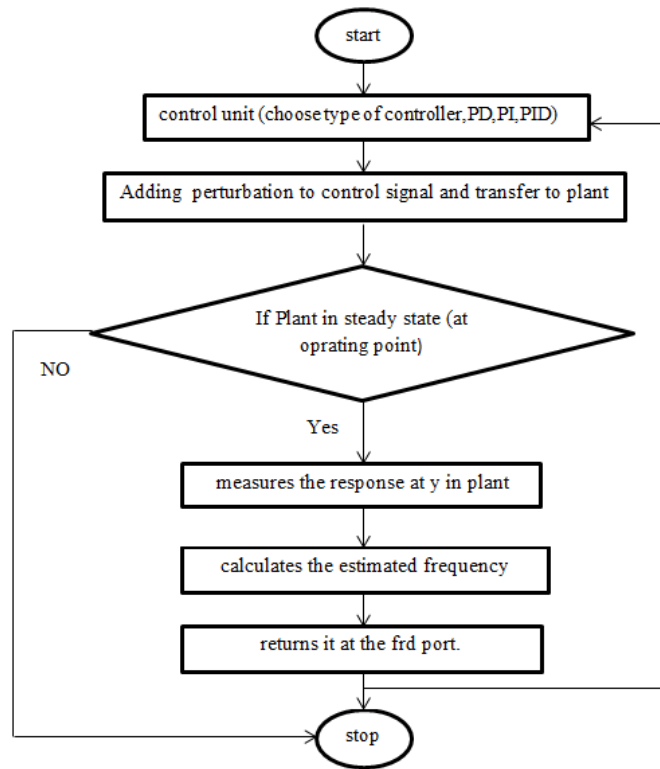 start
control unit (choose type of controller,PD,PI,PID)
Adding perturbation to control signal and transfer to plant
If Plant in steady state (at
oprating point)
NO
Yes
measures the response at y in plant
calculates the estimated frequency
returns it at the frd port.
stop